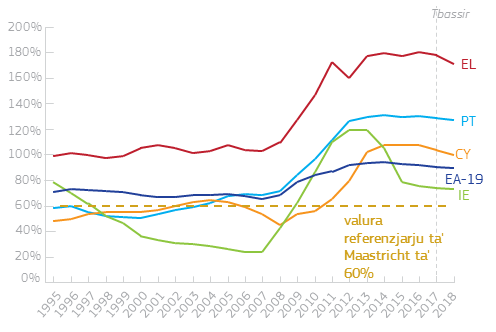 Tbassir
200%
180%
160%
140%
120%
100%
80%
60%
40%
20%
0%
EL
PT
CY
EA-19
IE
valura
referenzjarju ta'
Maastricht ta'
60%
1995 1996 1997 1998 1999 2000 2001 2002 2003 2004 2005 2006 2007 2008 2009 2010 2011 2012 2013 2014 2015 2016 2017 2018